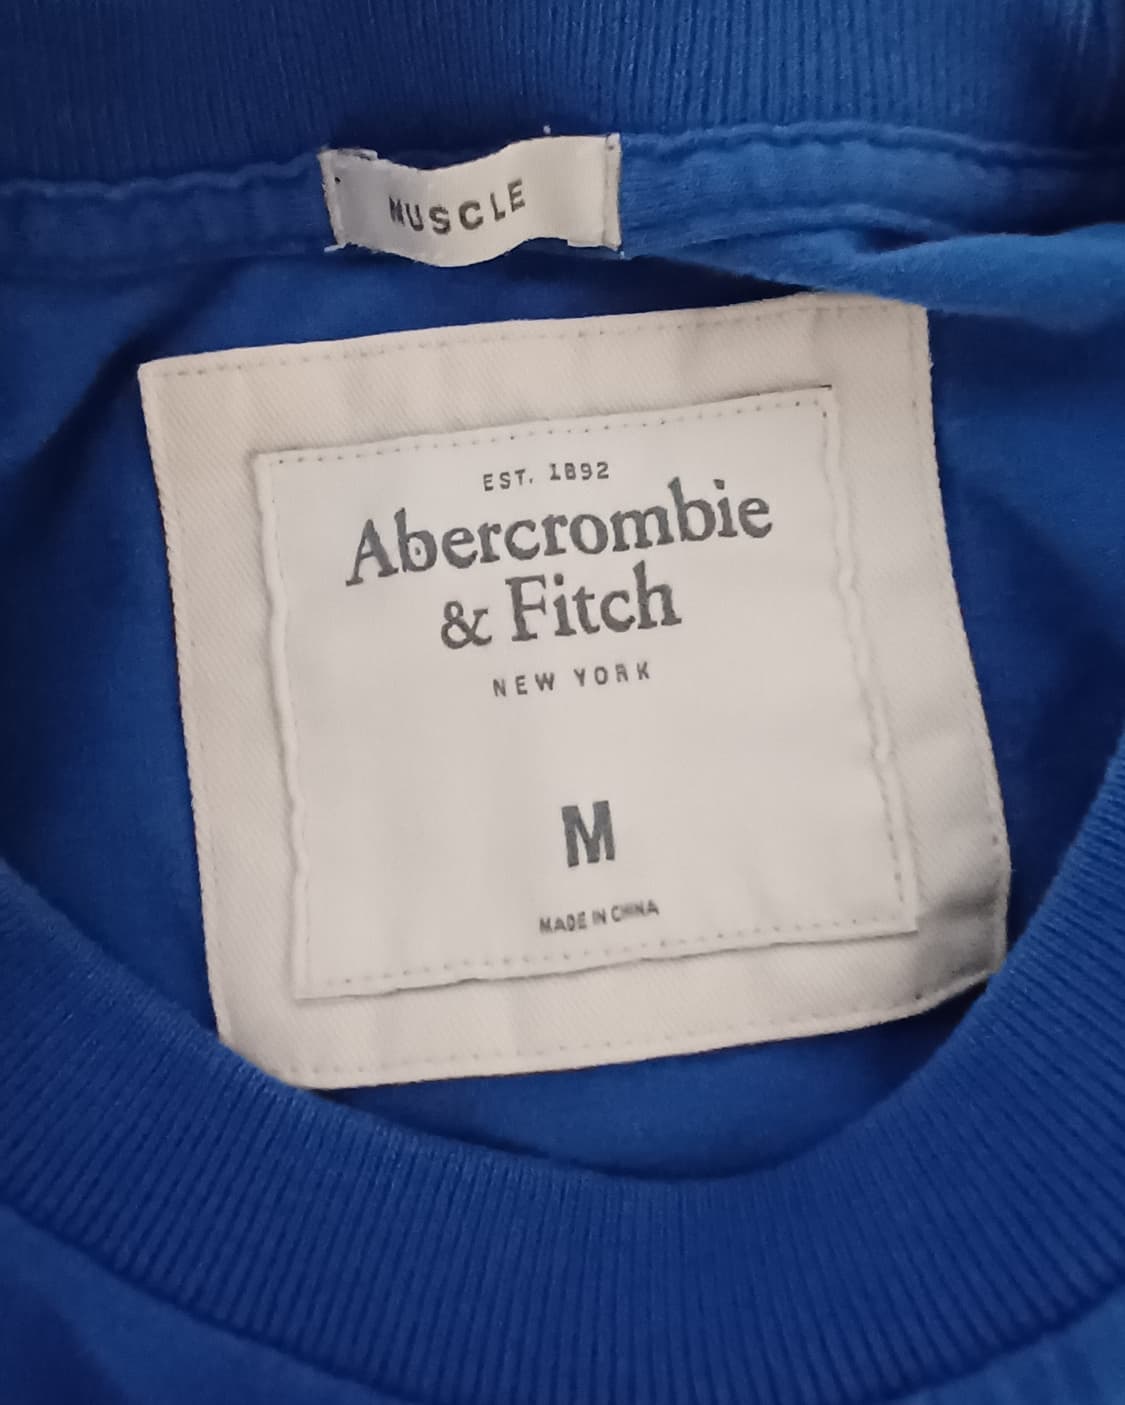 MUSCLE
EST. 1892
Abercrombie
& Fitch
NEW YORK
M
MADE IN CHINA